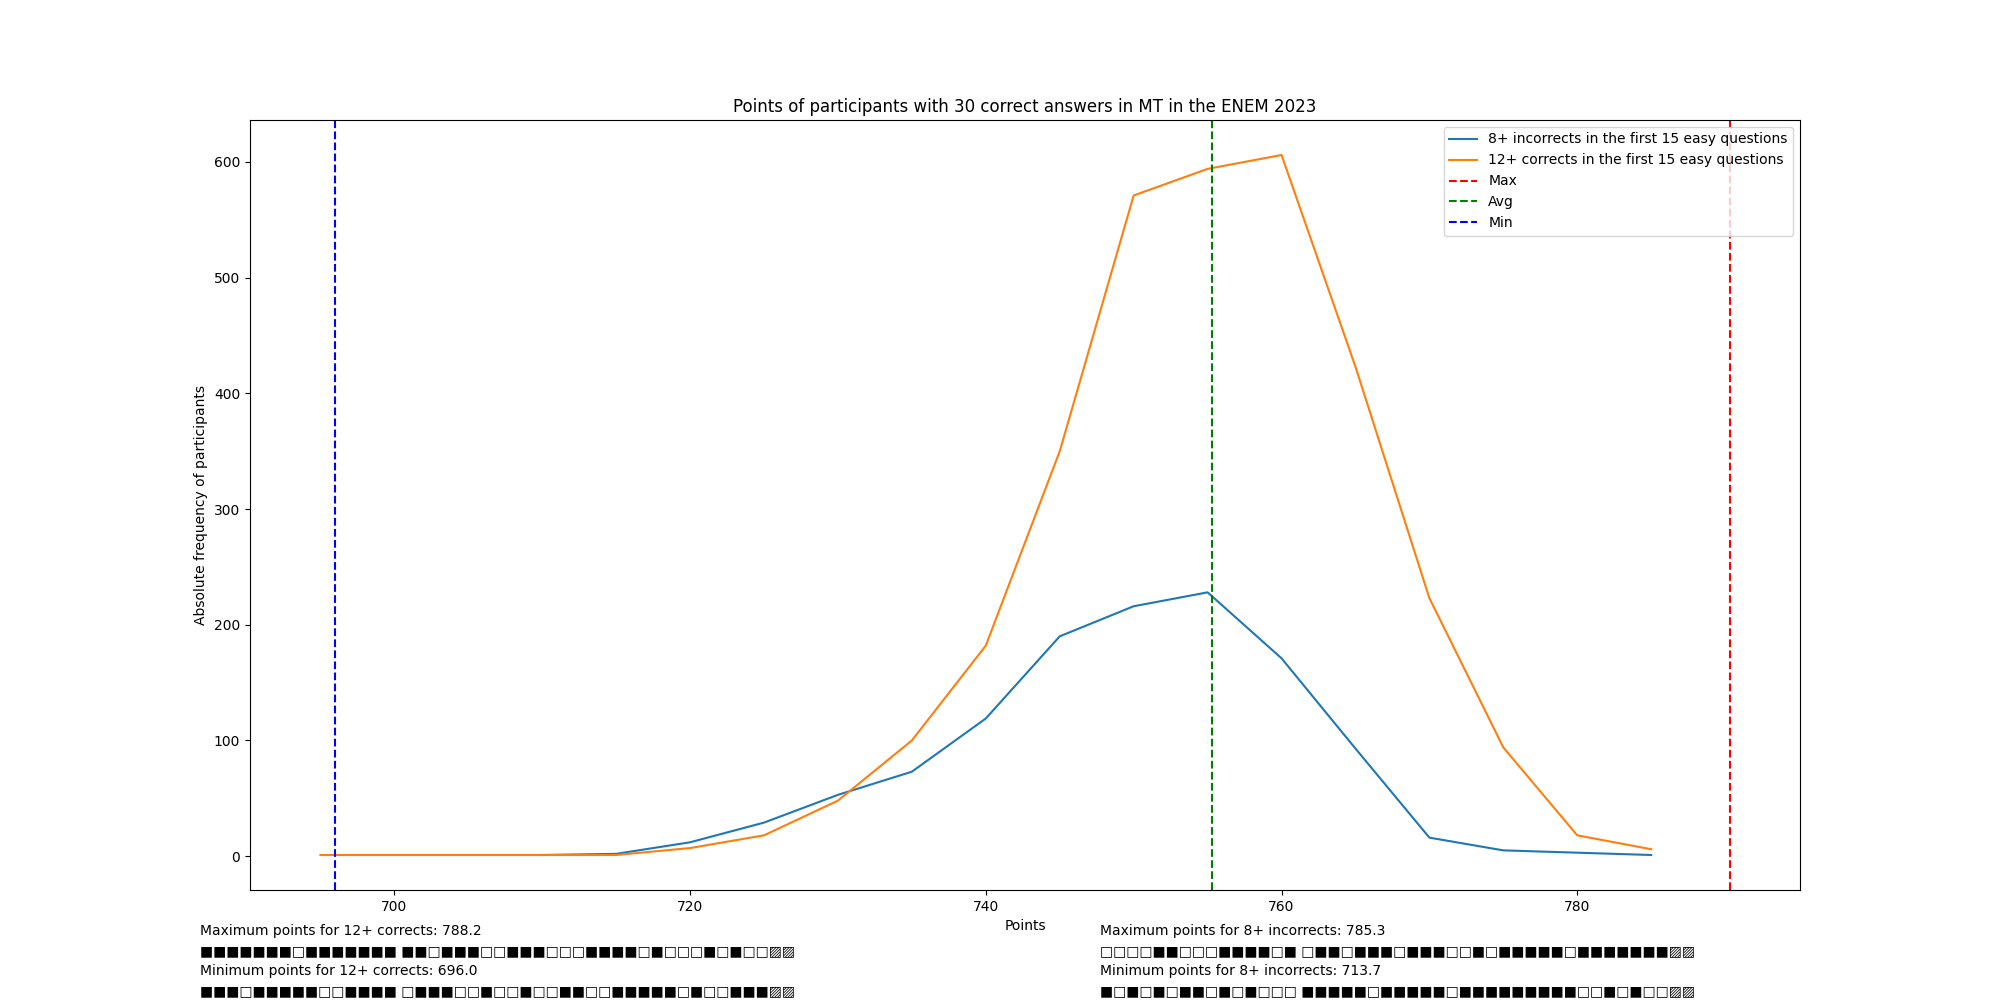 Points of participants with 30 correct answers in MT in the ENEM 2023
8+ incorrects in the first 15 easy questions
12+ corrects in the first 15 easy questions
Max
Avg
Min
Absolute frequency of participants
600
500
400
300
200
100
0
700
720
740
760
780
Points
Maximum points for 12+ corrects: 788.2
Maximum points for 8+ incorrects: 785.3
Minimum points for 12+ corrects: 696.0
Minimum points for 8+ incorrects: 713.7